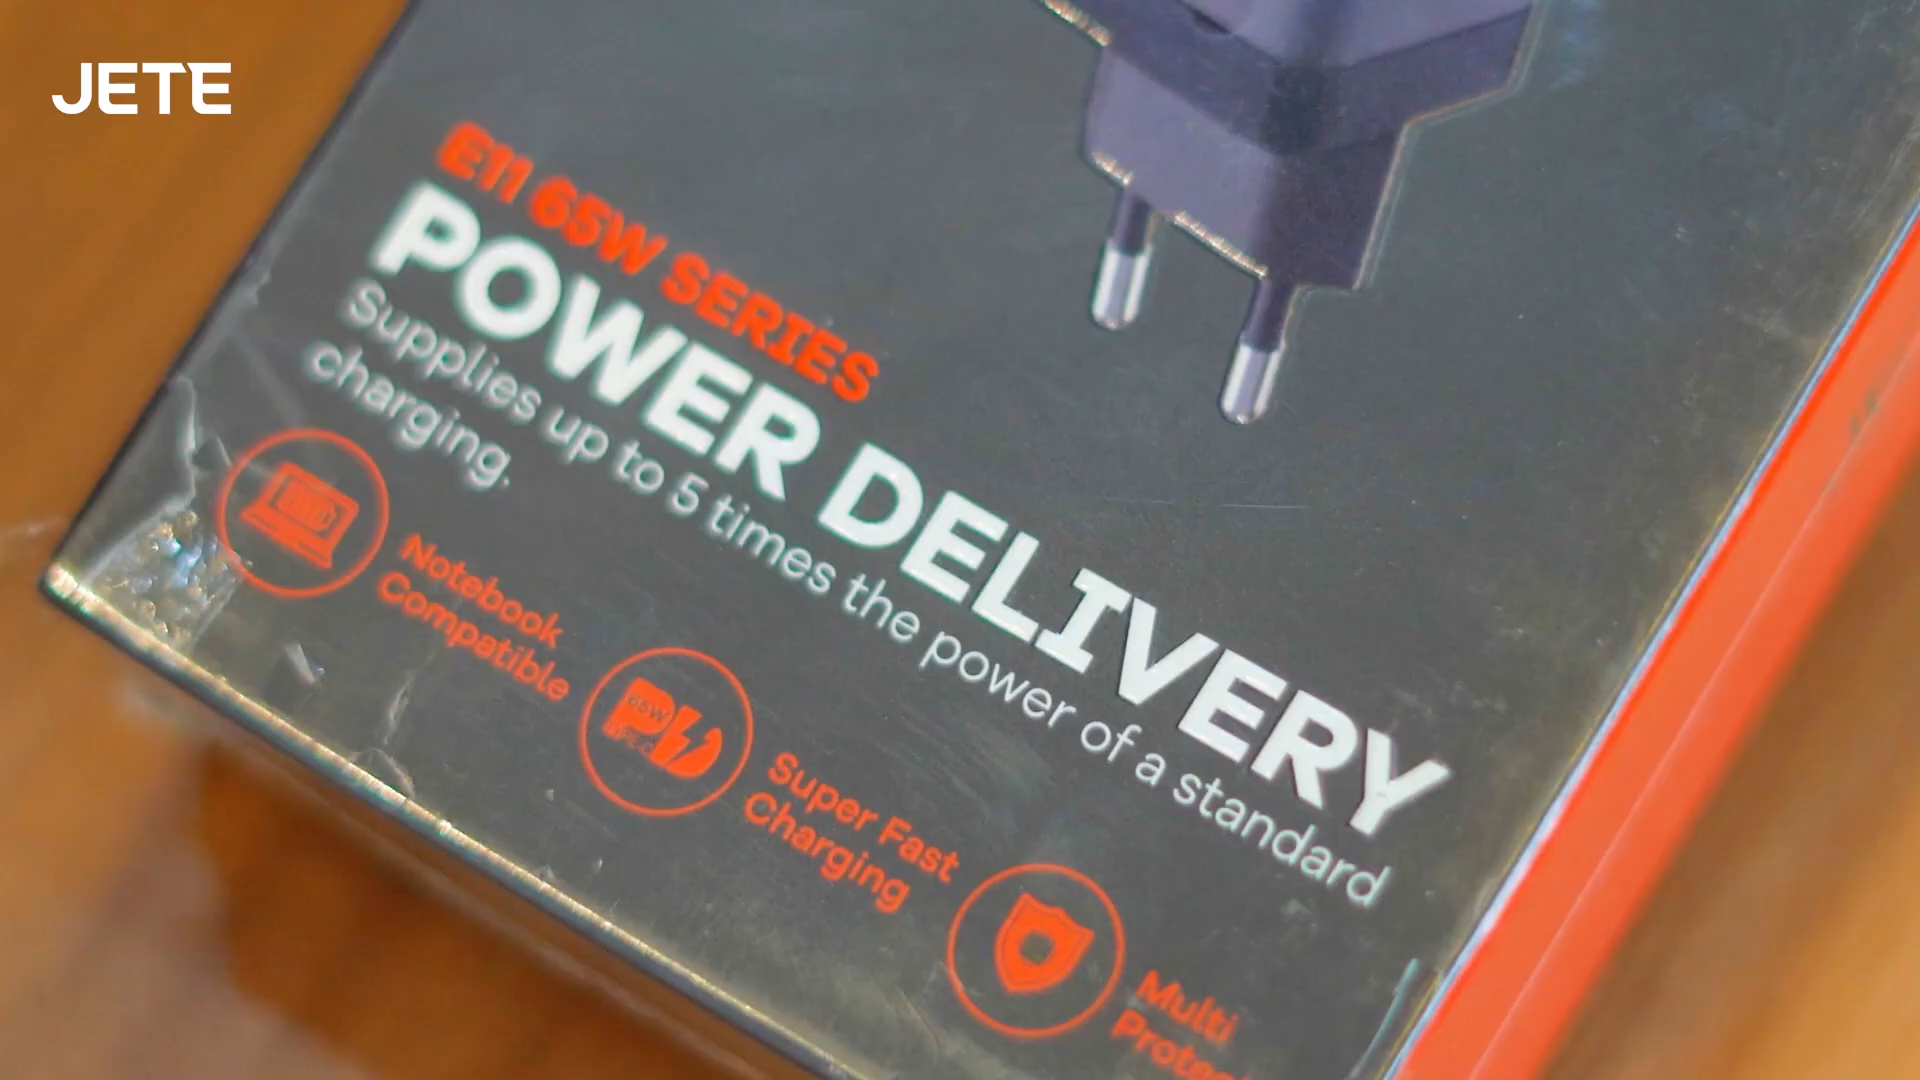 JETE
E11 65W SERIES
POWER DELIVERY
Supplies up to 5 times the power of a standard
charging.
Notebook
Compatible
65W
Super Fast
Charging
Multi